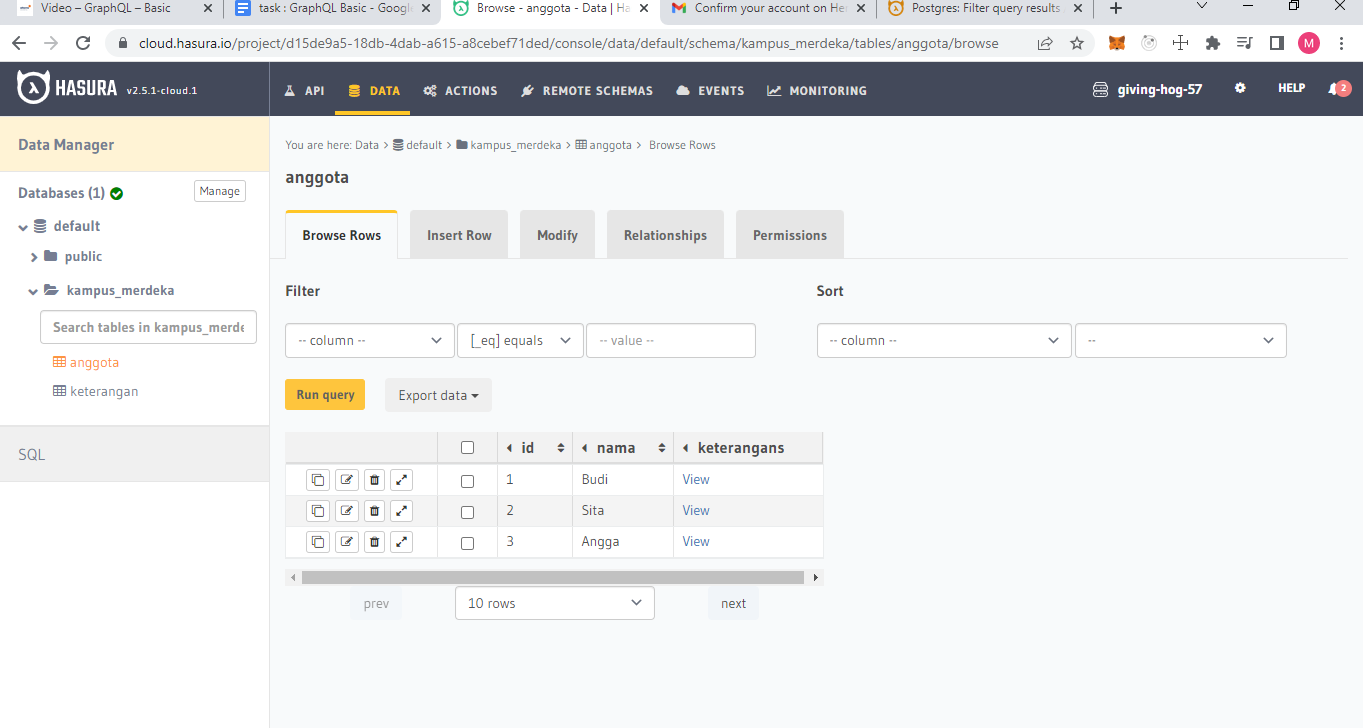 Video – GraphQL – Basic
task : GraphQL Basic - Google
Browse - anggota - Data | Ha
Confirm your account on He
Postgres: Filter query results
cloud.hasura.io/project/d15de9a5-18db-4dab-a615-a8cebef71ded/console/data/default/schema/kampus_merdeka/tables/anggota/browse
M
HASURA v2.5.1-cloud.1
API
DATA
ACTIONS
REMOTE SCHEMAS
EVENTS
MONITORING
giving-hog-57
HELP
2
Data Manager
Databases (1)
Manage
default
public
kampus_merdeka
Search tables in kampus_merde
anggota
keterangan
SQL
You are here: Data > default > kampus_merdeka > anggota > Browse Rows
anggota
Browse Rows
Insert Row
Modify
Relationships
Permissions
Filter
Sort
-- column --
[_eq] equals
-- value --
-- column --
--
Run query
Export data
id nama keterangans
1 Budi View
2 Sita View
3 Angga View
prev
10 rows
next